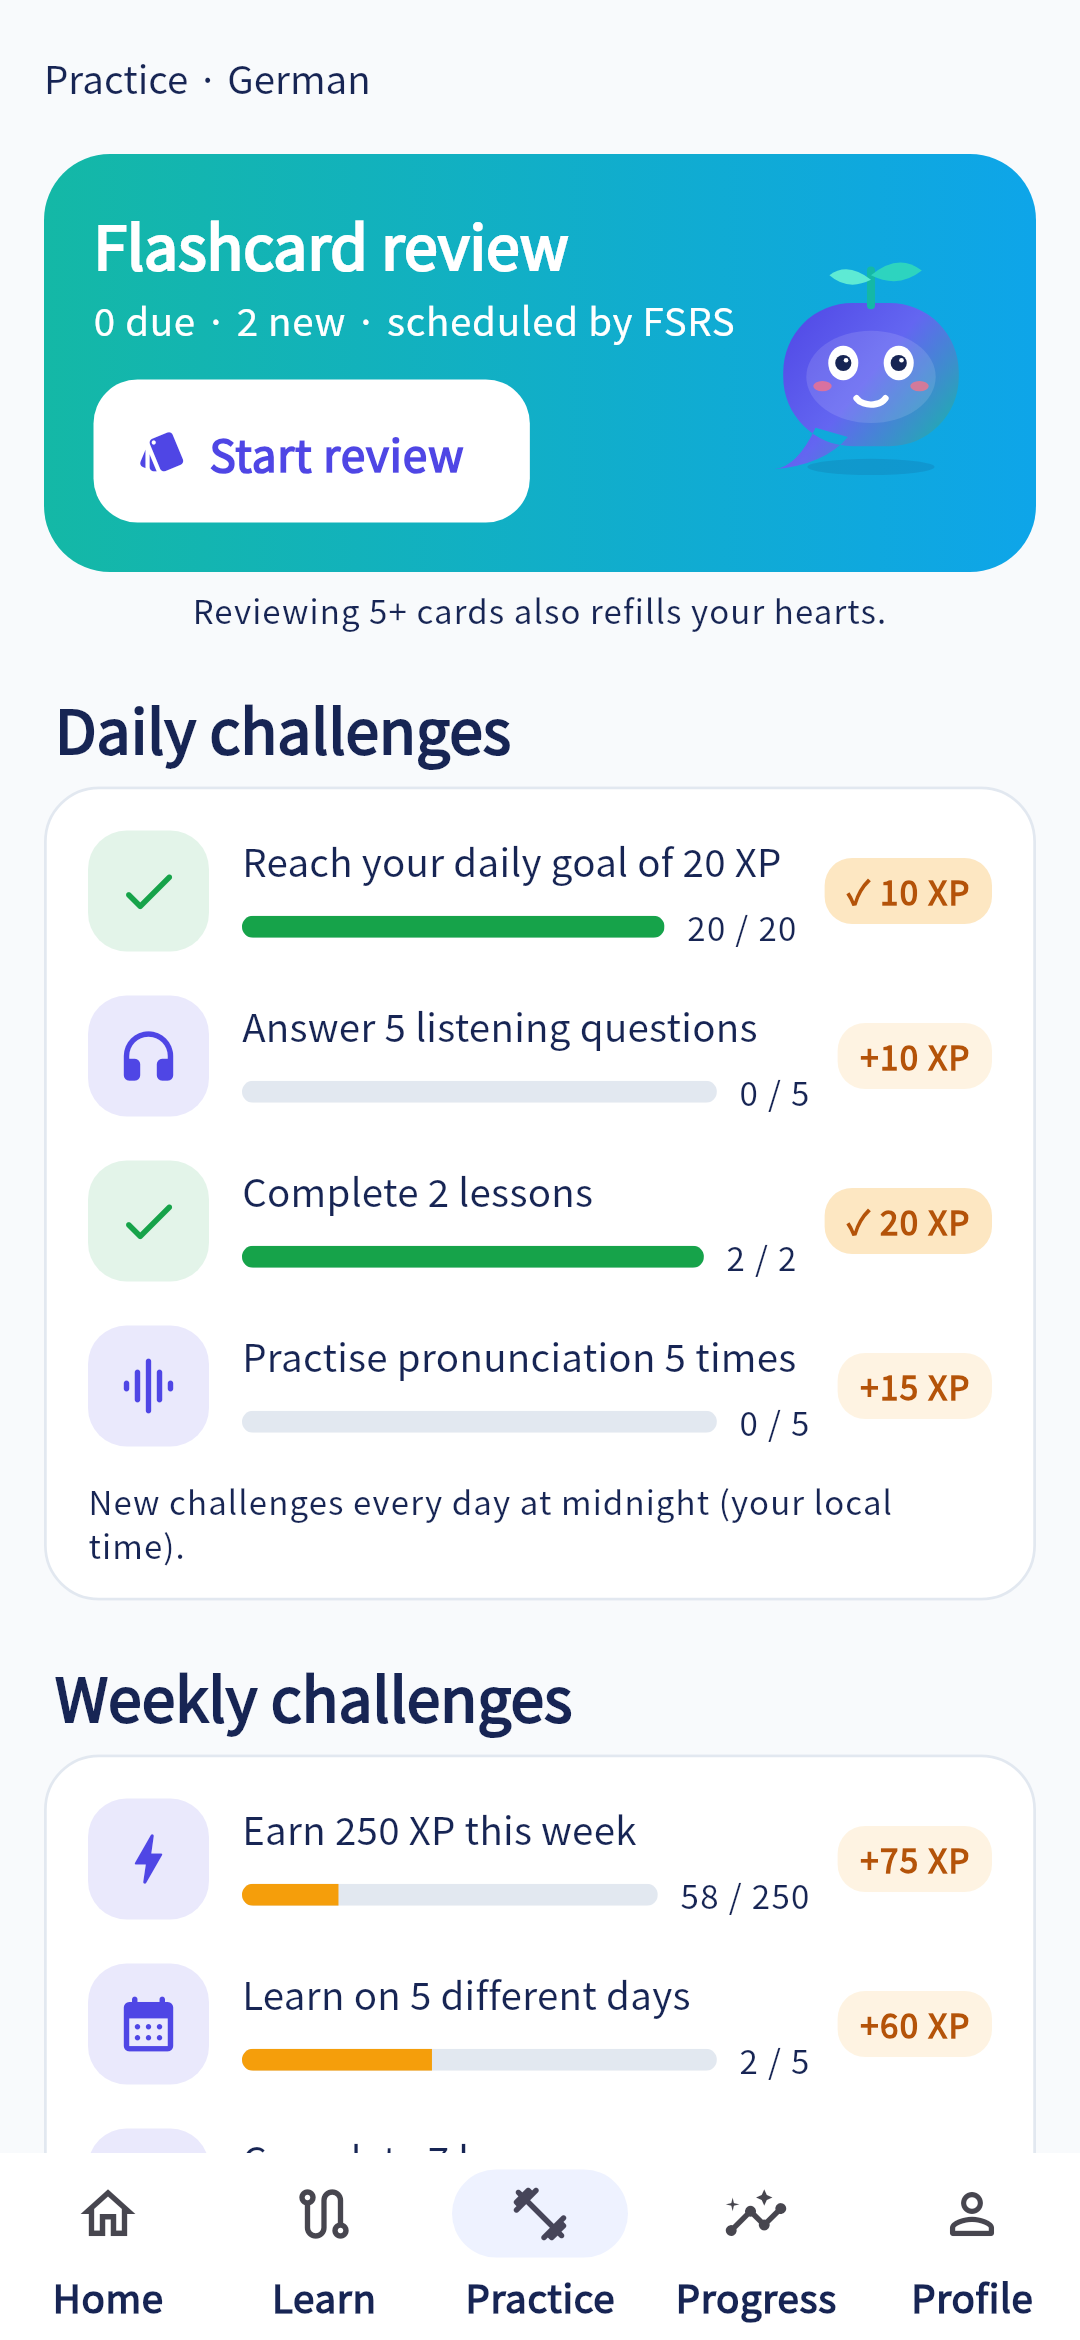 Practice · German
Flashcard review
0 due · 2 new · scheduled by FSRS
Start review
Reviewing 5+ cards also refills your hearts.
Daily challenges
Reach your daily goal of 20 XP
✓ 10 XP
20 / 20
Answer 5 listening questions
+10 XP
0 / 5
Complete 2 lessons
✓ 20 XP
2 / 2
Practise pronunciation 5 times
+15 XP
0 / 5
New challenges every day at midnight (your local
time).
Weekly challenges
Earn 250 XP this week
+75 XP
58 / 250
Learn on 5 different days
+60 XP
2 / 5
Home
Learn
Practice
Progress
Profile